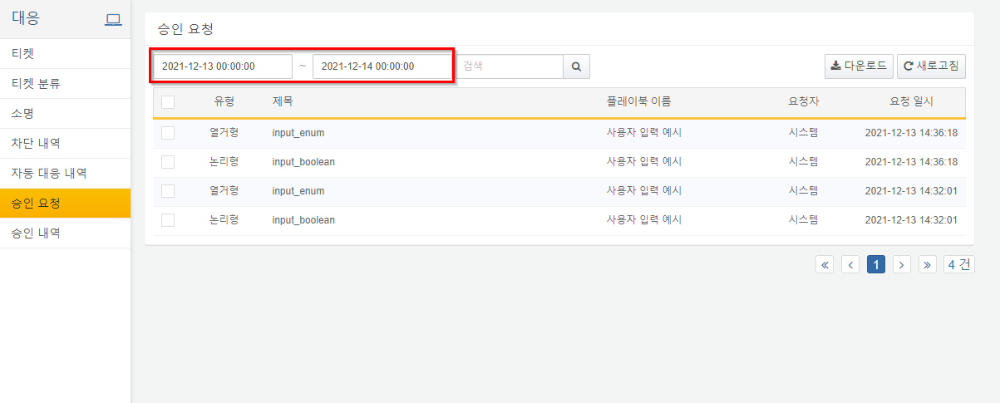 대응
티켓
티켓 분류
소명
차단 내역
자동 대응 내역
승인 요청
승인 내역
승인 요청
2021-12-13 00:00:00 ~ 2021-12-14 00:00:00 검색 다운로드 새로고침
유형 제목 플레이북 이름 요청자 요청 일시
열거형 input_enum 사용자 입력 예시 시스템 2021-12-13 14:36:18
논리형 input_boolean 사용자 입력 예시 시스템 2021-12-13 14:36:18
열거형 input_enum 사용자 입력 예시 시스템 2021-12-13 14:32:01
논리형 input_boolean 사용자 입력 예시 시스템 2021-12-13 14:32:01
« ‹ 1 › » 4 건